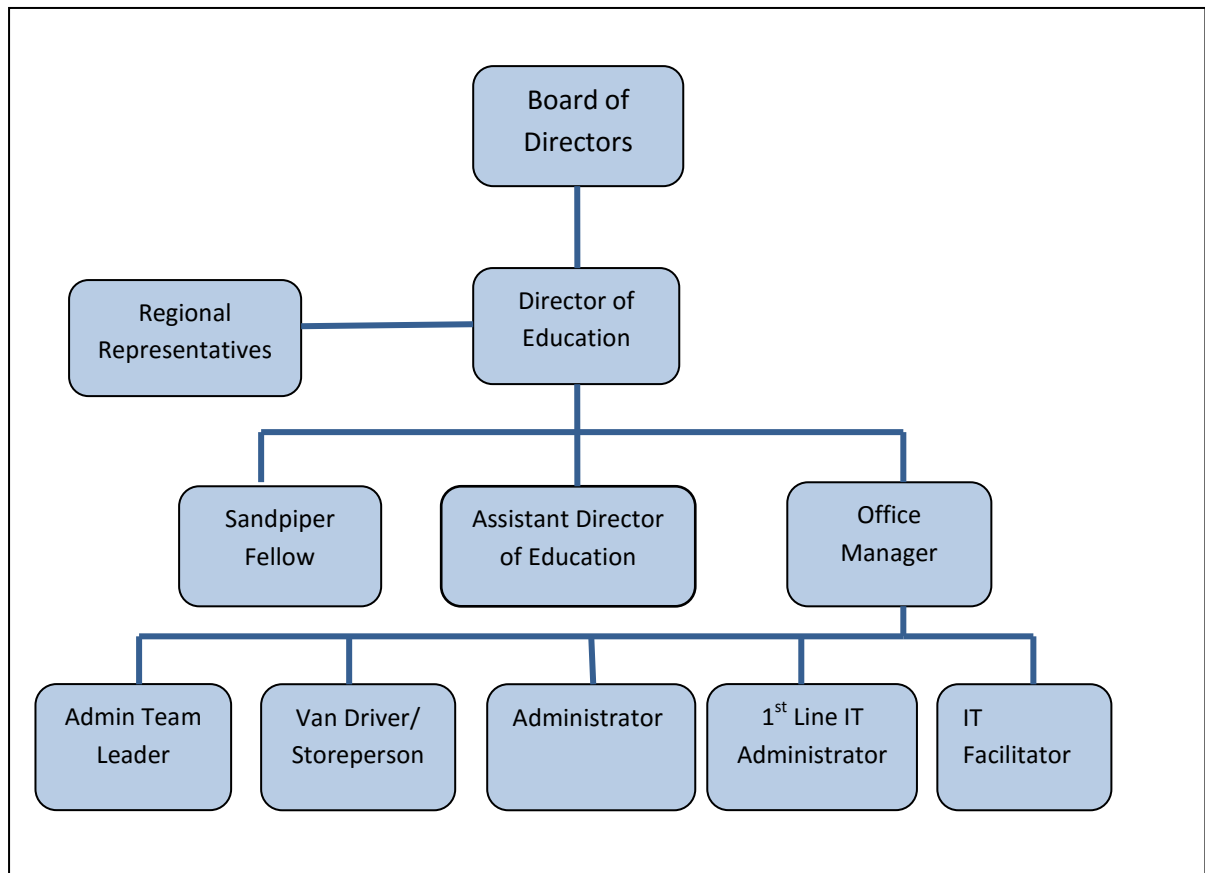 Board of
Directors
Director of
Education
Regional
Representatives
Sandpiper
Fellow
Assistant Director
of Education
Office
Manager
Admin Team
Leader
Van Driver/
Storeperson
Administrator
1st Line IT
Administrator
IT
Facilitator